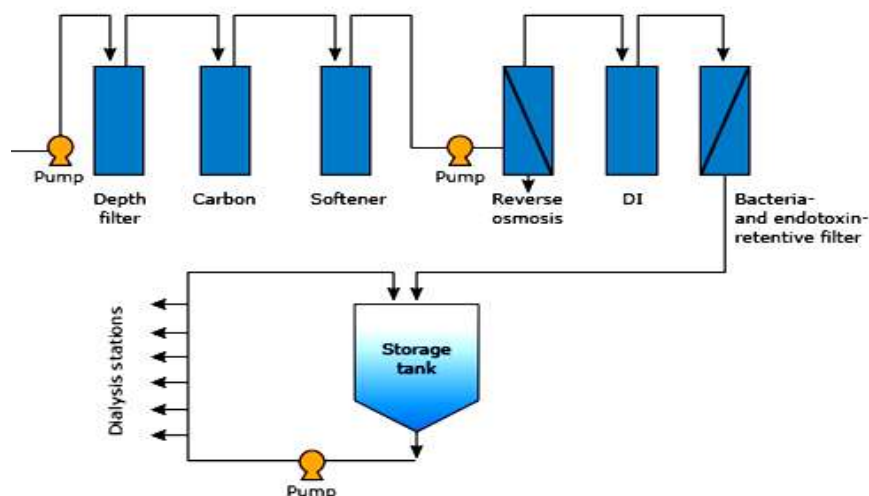 Pump
Depth
filter
Carbon
Softener
Pump
Reverse
osmosis
DI
Bacteria-
and endotoxin-
retentive filter
Dialysis stations
Storage
tank
Pump